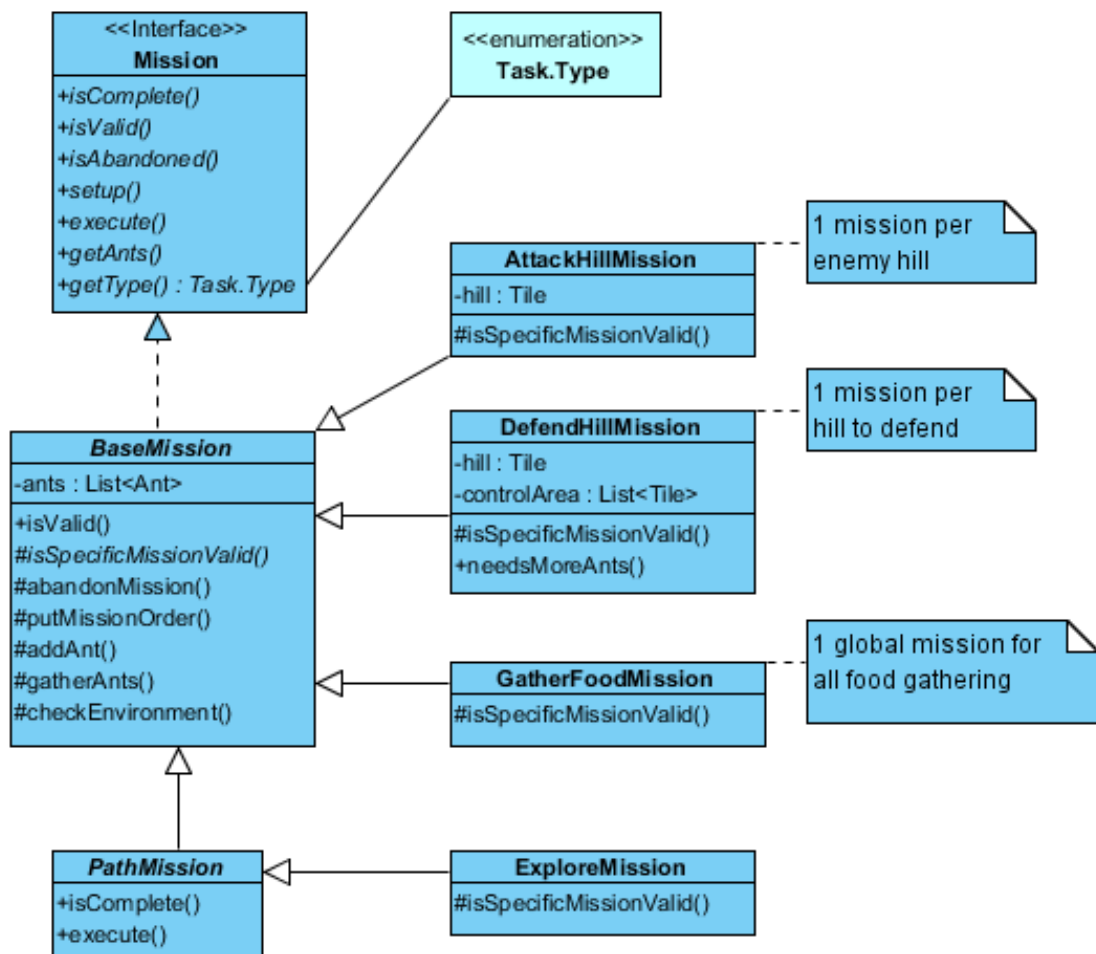 <<Interface>>
Mission
+isComplete()
+isValid()
+isAbandoned()
+setup()
+execute()
+getAnts()
+getType() : Task.Type
<<enumeration>>
Task.Type
AttackHillMission
-hill : Tile
#isSpecificMissionValid()
1 mission per
enemy hill
BaseMission
-ants : List<Ant>
+isValid()
#isSpecificMissionValid()
#abandonMission()
#putMissionOrder()
#addAnt()
#gatherAnts()
#checkEnvironment()
DefendHillMission
-hill : Tile
-controlArea : List<Tile>
#isSpecificMissionValid()
+needsMoreAnts()
1 mission per
hill to defend
GatherFoodMission
#isSpecificMissionValid()
1 global mission for
all food gathering
PathMission
+isComplete()
+execute()
ExploreMission
#isSpecificMissionValid()